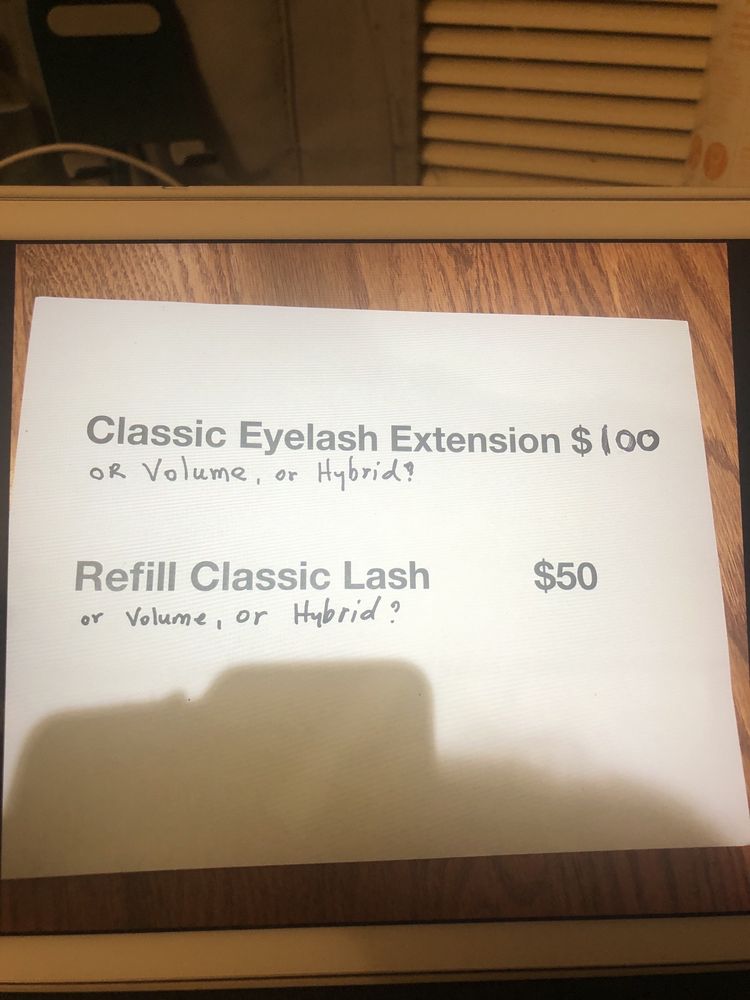 Classic Eyelash Extension $100
OR Volume, or Hybrid?
Refill Classic Lash $50
or Volume, or Hybrid?